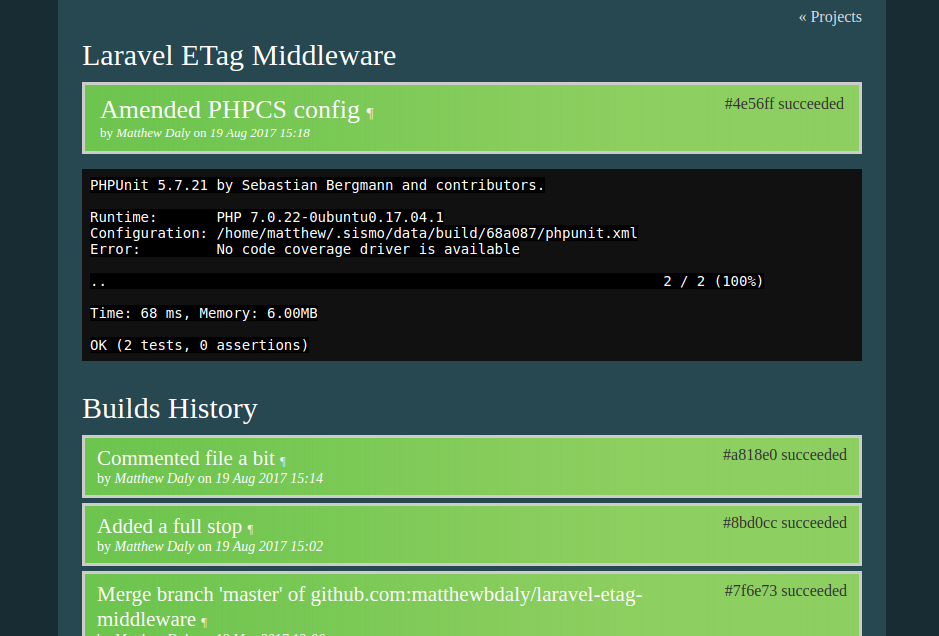 « Projects
Laravel ETag Middleware
Amended PHPCS config ¶
#4e56ff succeeded
by Matthew Daly on 19 Aug 2017 15:18
PHPUnit 5.7.21 by Sebastian Bergmann and contributors.
Runtime: PHP 7.0.22-0ubuntu0.17.04.1
Configuration: /home/matthew/.sismo/data/build/68a087/phpunit.xml
Error: No code coverage driver is available
.. 2 / 2 (100%)
Time: 68 ms, Memory: 6.00MB
OK (2 tests, 0 assertions)
Builds History
Commented file a bit ¶
#a818e0 succeeded
by Matthew Daly on 19 Aug 2017 15:14
Added a full stop ¶
#8bd0cc succeeded
by Matthew Daly on 19 Aug 2017 15:02
Merge branch 'master' of github.com:matthewbdaly/laravel-etag-
#7f6e73 succeeded
middleware ¶